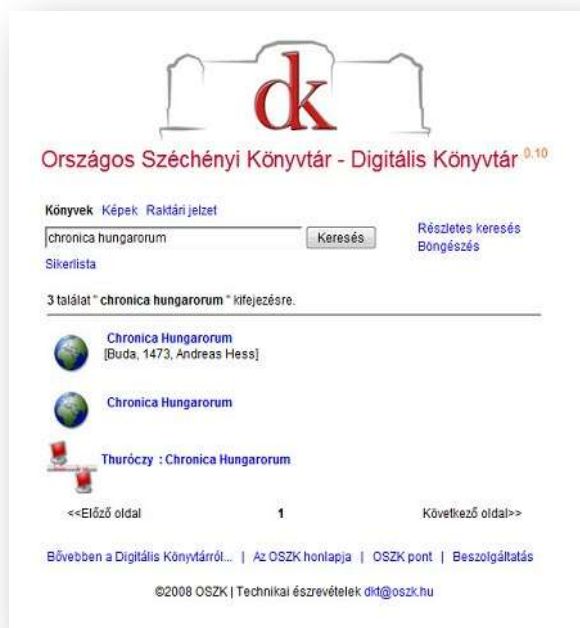 dk
Országos Széchényi Könyvtár - Digitális Könyvtár 0.10
Könyvek Képek Raktári jelzet
chronica hungarorum Keresés
Részletes keresés
Böngészés
Sikerlista
3 találat " chronica hungarorum " kifejezésre.
Chronica Hungarorum
[Buda, 1473, Andreas Hess]
Chronica Hungarorum
Thuróczy : Chronica Hungarorum
<<Előző oldal 1 Következő oldal>>
Bővebben a Digitális Könyvtárról... | Az OSZK honlapja | OSZK pont | Beszolgáltatás
©2008 OSZK | Technikai észrevételek dkt@oszk.hu